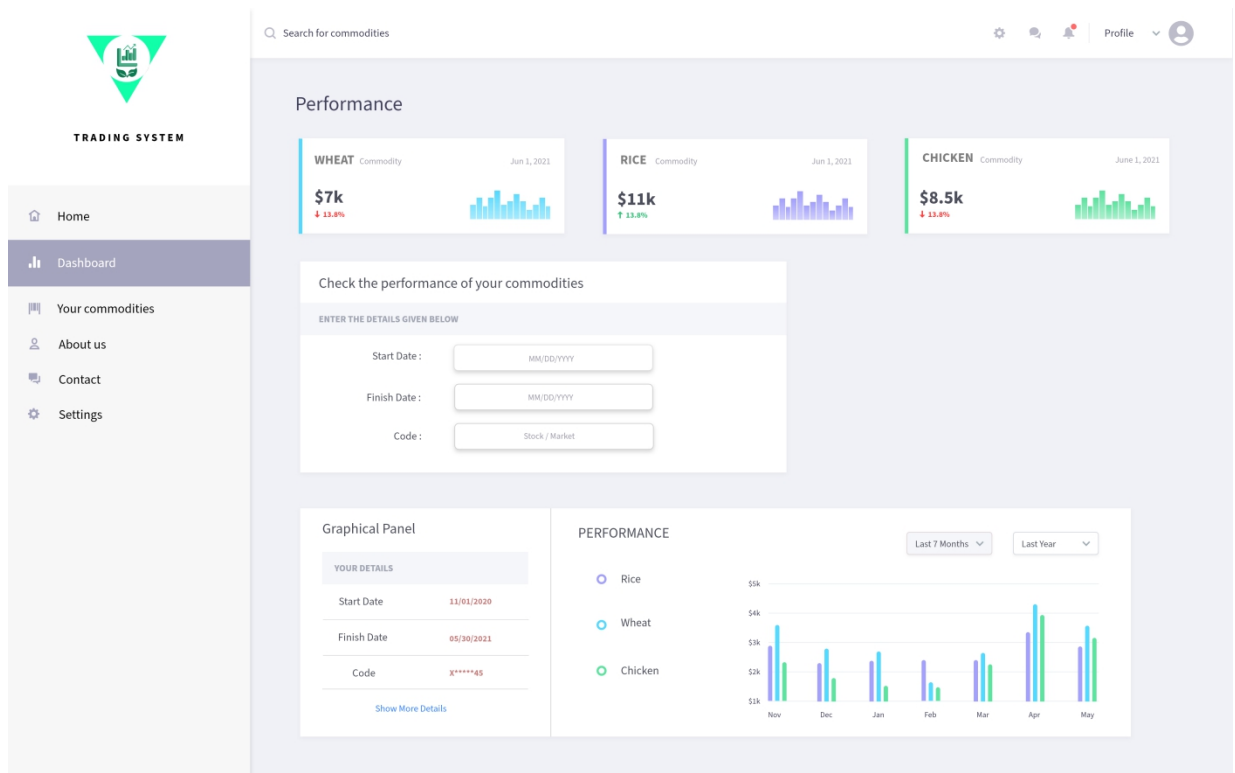 Search for commodities
Profile
TRADING SYSTEM
Home
Dashboard
Your commodities
About us
Contact
Settings
Performance
WHEAT Commodity Jun 1, 2021
$7k
↓ 13.8%
RICE Commodity Jun 1, 2021
$11k
↑ 13.8%
CHICKEN Commodity June 1, 2021
$8.5k
↓ 13.8%
Check the performance of your commodities
ENTER THE DETAILS GIVEN BELOW
Start Date : MM/DD/YYYY
Finish Date : MM/DD/YYYY
Code : Stock / Market
Graphical Panel
YOUR DETAILS
Start Date 11/01/2020
Finish Date 05/30/2021
Code X*****45
Show More Details
PERFORMANCE
Last 7 Months
Last Year
Rice
Wheat
Chicken
$5k
$4k
$3k
$2k
$1k
Nov Dec Jan Feb Mar Apr May